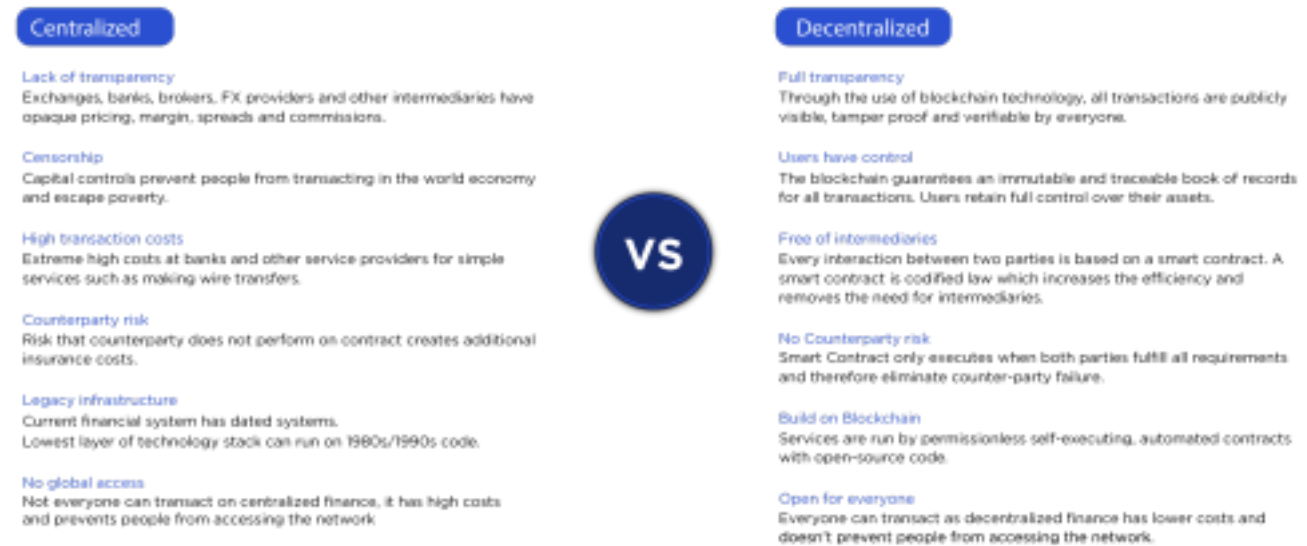 Centralized
Lack of transparency
Exchanges, banks, brokers, FX providers and other intermediaries have
opaque pricing, margin, spreads and commissions.
Censorship
Capital controls prevent people from transacting in the world economy
and escape poverty.
High transaction costs
Extreme high costs at banks and other service providers for simple
services such as making wire transfers.
Counterparty risk
Risk that counterparty does not perform on contract creates additional
insurance costs.
Legacy infrastructure
Current financial system has dated systems.
Lowest layer of technology stack can run on 1980s/1990s code.
No global access
Not everyone can transact on centralized finance, it has high costs
and prevents people from accessing the network
VS
Decentralized
Full transparency
Through the use of blockchain technology, all transactions are publicly
visible, tamper proof and verifiable by everyone.
Users have control
The blockchain guarantees an immutable and traceable book of records
for all transactions. Users retain full control over their assets.
Free of intermediaries
Every interaction between two parties is based on a smart contract. A
smart contract is codified law which increases the efficiency and
removes the need for intermediaries.
No Counterparty risk
Smart Contract only executes when both parties fulfill all requirements
and therefore eliminate counter-party failure.
Build on Blockchain
Services are run by permissionless self-executing, automated contracts
with open-source code.
Open for everyone
Everyone can transact as decentralized finance has lower costs and
doesn't prevent people from accessing the network.